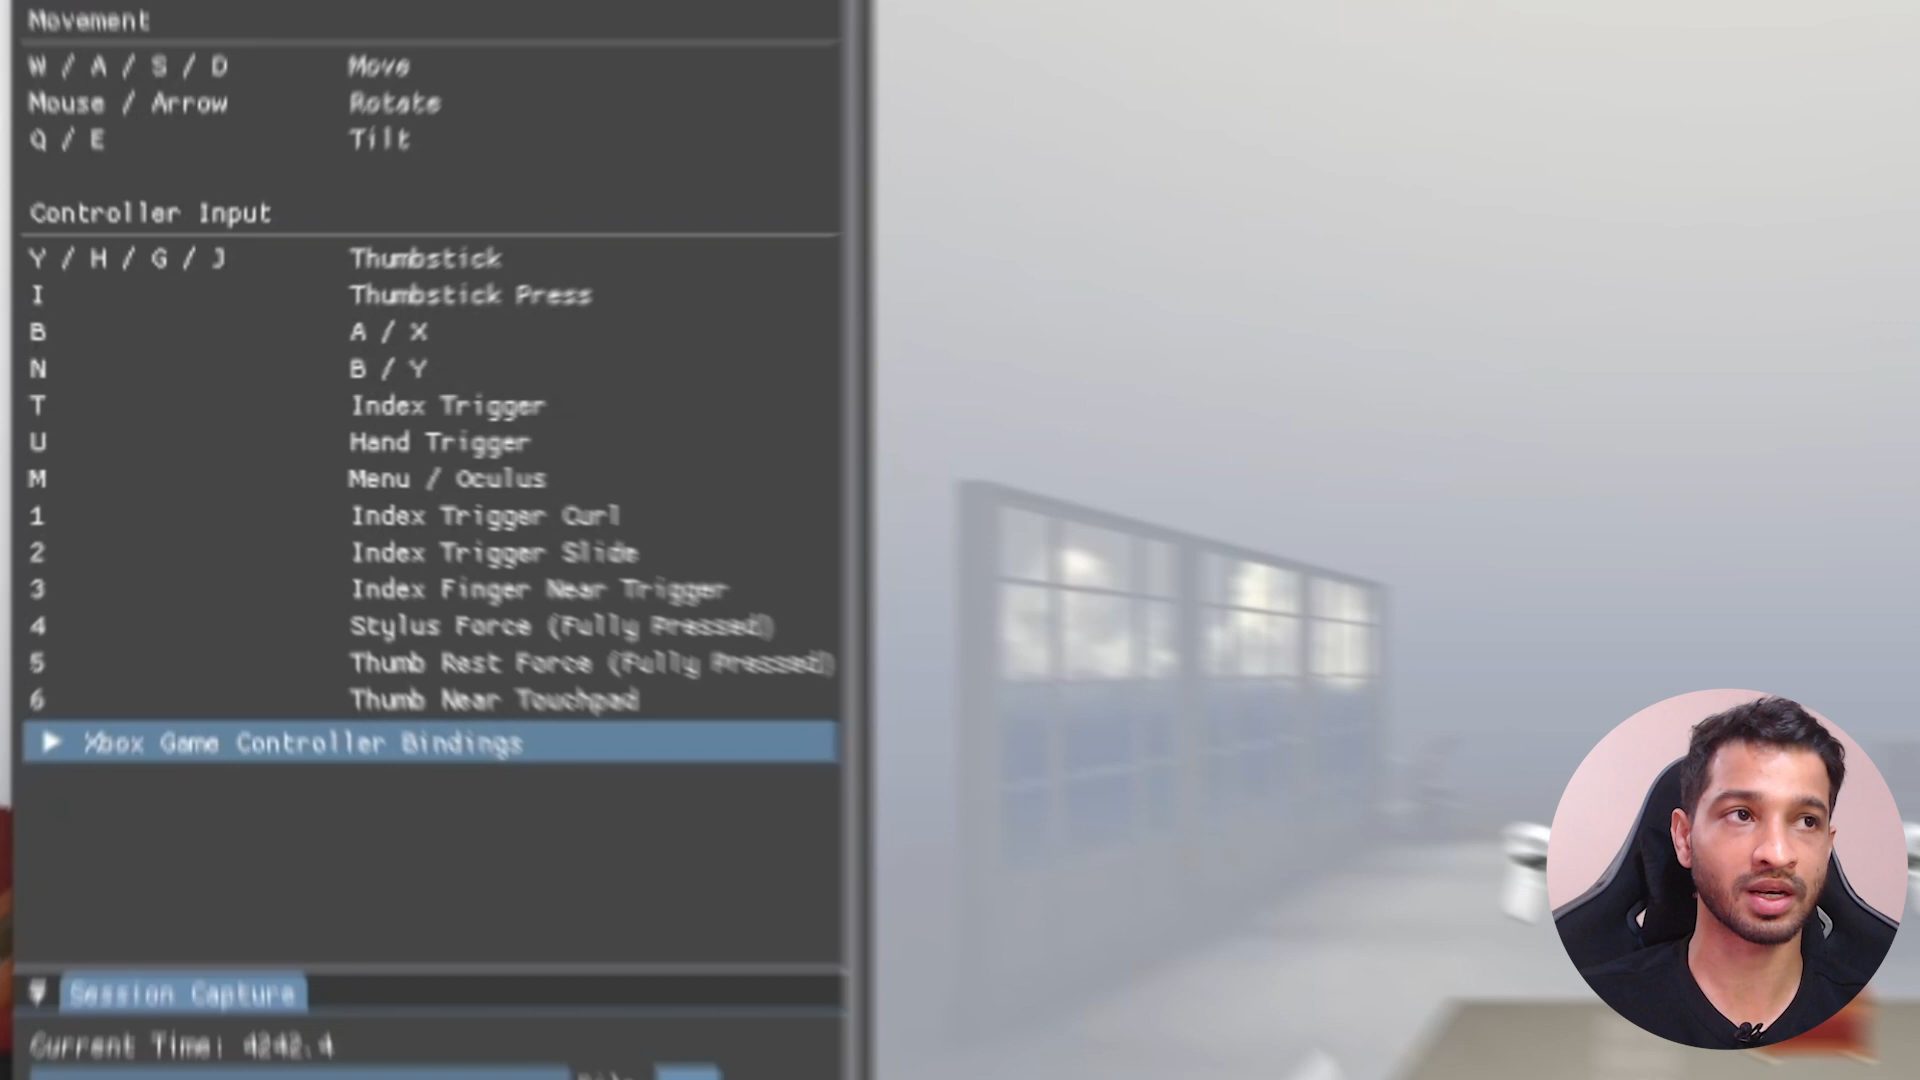 Movement
W / A / S / D Move
Mouse / Arrow Rotate
Q / E Tilt
Controller Input
Y / H / G / J Thumbstick
I Thumbstick Press
B A / X
N B / Y
T Index Trigger
U Hand Trigger
M Menu / Oculus
1 Index Trigger Curl
2 Index Trigger Slide
3 Index Finger Near Trigger
4 Stylus Force (Fully Pressed)
5 Thumb Rest Force (Fully Pressed)
6 Thumb Near Touchpad
Xbox Game Controller Bindings
Session Capture
Current Time: 4242.4